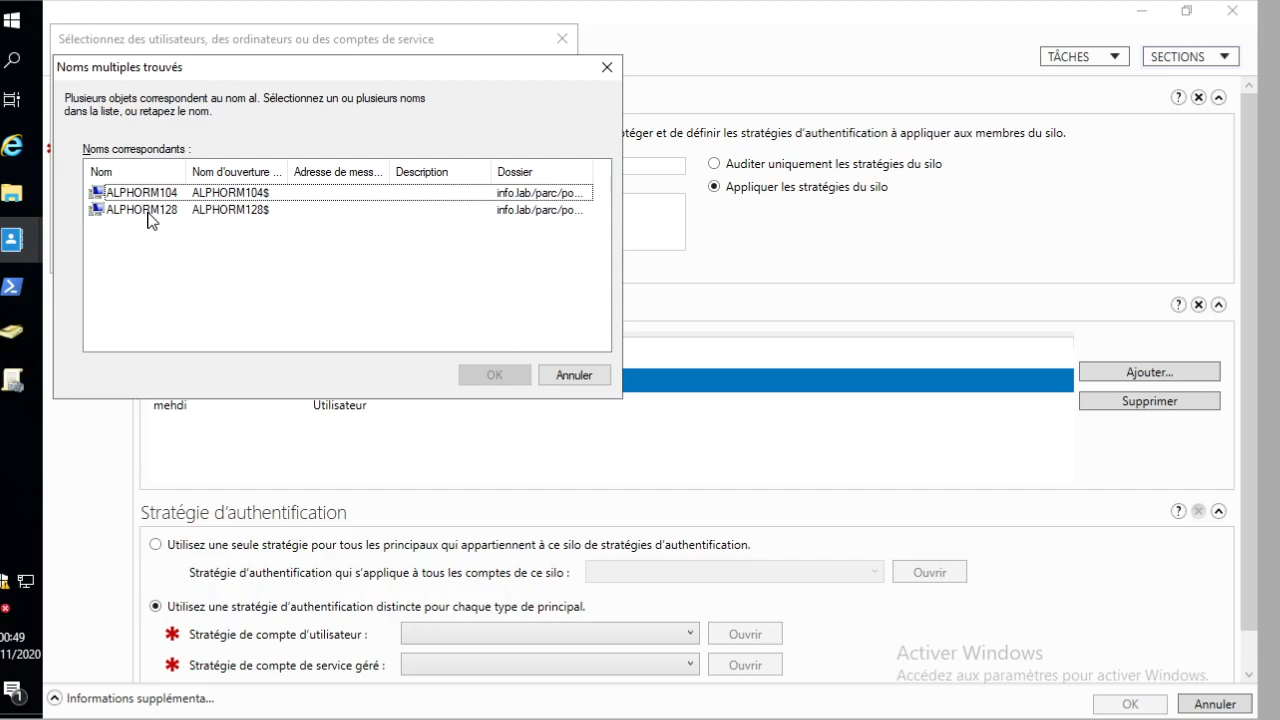 Sélectionnez des utilisateurs, des ordinateurs ou des comptes de service
Noms multiples trouvés
TÂCHES
SECTIONS
Plusieurs objets correspondent au nom al. Sélectionnez un ou plusieurs noms
dans la liste, ou retapez le nom.
téger et de définir les stratégies d'authentification à appliquer aux membres du silo.
Noms correspondants :
Auditer uniquement les stratégies du silo
Appliquer les stratégies du silo
Nom Nom d'ouverture ... Adresse de mess... Description Dossier
ALPHORM104 ALPHORM104$ info.lab/parc/po...
ALPHORM128 ALPHORM128$ info.lab/parc/po...
OK
Annuler
Ajouter...
Supprimer
mehdi Utilisateur
Stratégie d'authentification
Utilisez une seule stratégie pour tous les principaux qui appartiennent à ce silo de stratégies d'authentification.
Stratégie d'authentification qui s'applique à tous les comptes de ce silo :
Ouvrir
Utilisez une stratégie d'authentification distincte pour chaque type de principal.
Stratégie de compte d'utilisateur :
Ouvrir
Stratégie de compte de service géré :
Ouvrir
Activer Windows
Accédez aux paramètres pour activer Windows.
00:49
11/2020
1
Informations supplémenta...
OK
Annuler